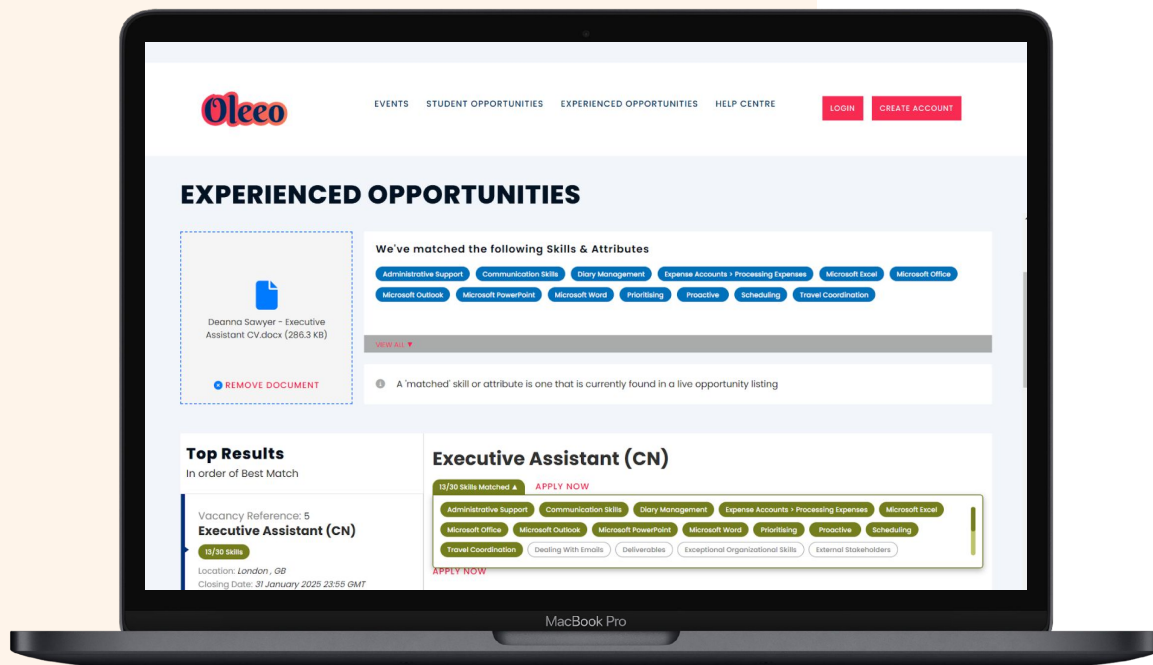 Oleeo
EVENTS STUDENT OPPORTUNITIES EXPERIENCED OPPORTUNITIES HELP CENTRE LOGIN CREATE ACCOUNT
EXPERIENCED OPPORTUNITIES
We've matched the following Skills & Attributes
Administrative Support Communication Skills Diary Management Expense Accounts > Processing Expenses Microsoft Excel Microsoft Office
Microsoft Outlook Microsoft PowerPoint Microsoft Word Prioritising Proactive Scheduling Travel Coordination
Deanna Sawyer - Executive
Assistant CV.docx (286.3 KB)
VIEW ALL ▼
REMOVE DOCUMENT
A 'matched' skill or attribute is one that is currently found in a live opportunity listing
Top Results
In order of Best Match
Vacancy Reference: 5
Executive Assistant (CN)
13/30 Skills
Location: London , GB
Closing Date: 31 January 2025 23:55 GMT
Executive Assistant (CN)
13/30 Skills Matched ▲ APPLY NOW
Administrative Support Communication Skills Diary Management Expense Accounts > Processing Expenses Microsoft Excel
Microsoft Office Microsoft Outlook Microsoft PowerPoint Microsoft Word Prioritising Proactive Scheduling
Travel Coordination Dealing With Emails Deliverables Exceptional Organizational Skills External Stakeholders
APPLY NOW
MacBook Pro